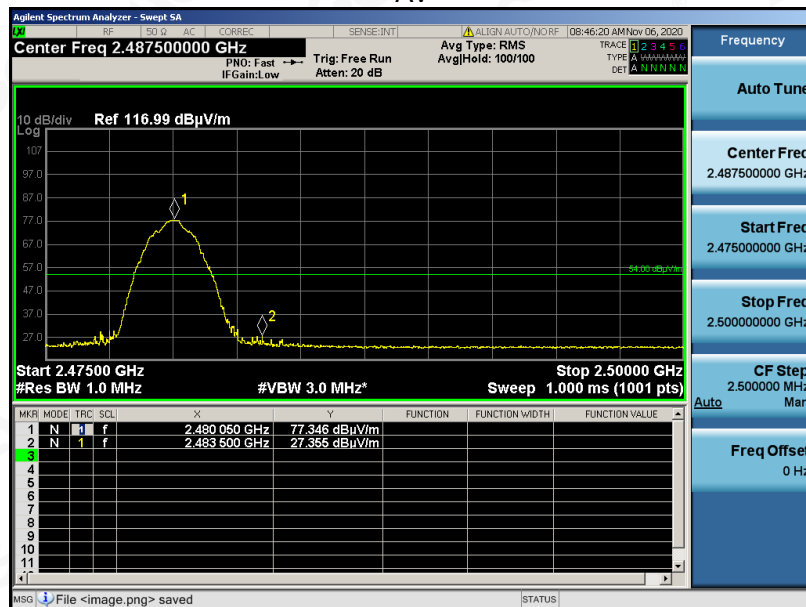 Agilent Spectrum Analyzer - Swept SA
LXI RF 50 Ω AC CORREC SENSE:INT ALIGN AUTO/NO RF 08:46:20 AM Nov 06, 2020
Center Freq 2.487500000 GHz
PNO: Fast
IFGain:Low
Trig: Free Run
Atten: 20 dB
Avg Type: RMS
Avg|Hold: 100/100
TRACE 1 2 3 4 5 6
TYPE A WWWWW
DET A N N N N N
10 dB/div Ref 116.99 dBµV/m
Log
107
97.0
87.0
77.0
67.0
57.0
47.0
37.0
27.0
1
54.00 dBµV/m
2
Start 2.47500 GHz Stop 2.50000 GHz
#Res BW 1.0 MHz #VBW 3.0 MHz* Sweep 1.000 ms (1001 pts)
MKR MODE TRC SCL X Y FUNCTION FUNCTION WIDTH FUNCTION VALUE
1 N 1 f 2.480 050 GHz 77.346 dBµV/m
2 N 1 f 2.483 500 GHz 27.355 dBµV/m
3
4
5
6
7
8
9
10
11
MSG File <image.png> saved STATUS
Frequency
Auto Tune
Center Freq
2.487500000 GHz
Start Freq
2.475000000 GHz
Stop Freq
2.500000000 GHz
CF Step
2.500000 MHz
Auto Man
Freq Offset
0 Hz